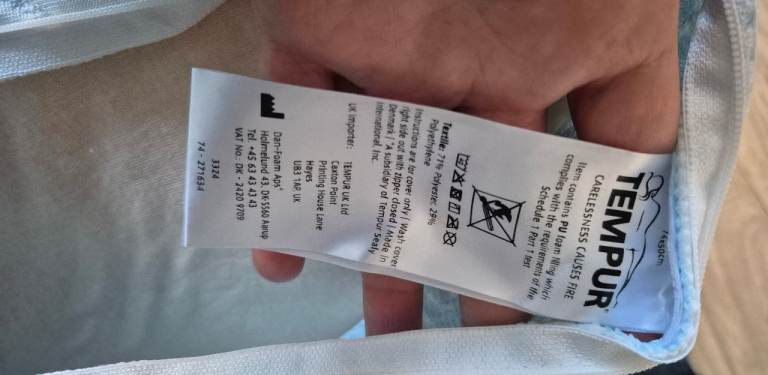 74x50cm
TEMPUR®
CARELESSNESS CAUSES FIRE
Item contains PU foam filling which
complies with the requirements of the
Schedule 1 Part 1 test
Textile: 71% Polyester, 29%
Polyethylene
Instructions are for cover only | Wash cover
right side out with zipper closed | Made in
Denmark | *A subsidiary of Tempur Sealy
International, Inc.
UK importer: TEMPUR UK Ltd
Caxton Point
Printing House Lane
Hayes
UB3 1AP UK
Dan-Foam ApS*
Holmelund 43, DK-5560 Aarup
Tel. +45 63 43 43 43
VAT No.: DK - 2420 9709
3324
74 - 271634